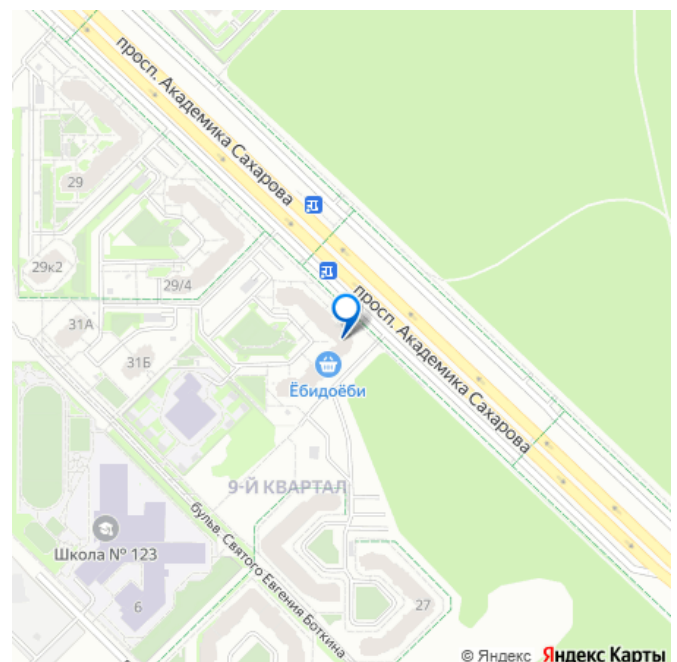 просп. Академика Сахарова
29
29к2
29/4
просп. Академика Сахарова
31А
31Б
Ёбидоёби
9-Й КВАРТАЛ
бульв. Святого Евгения Боткина
Школа № 123
6
27
© Яндекс Яндекс Карты